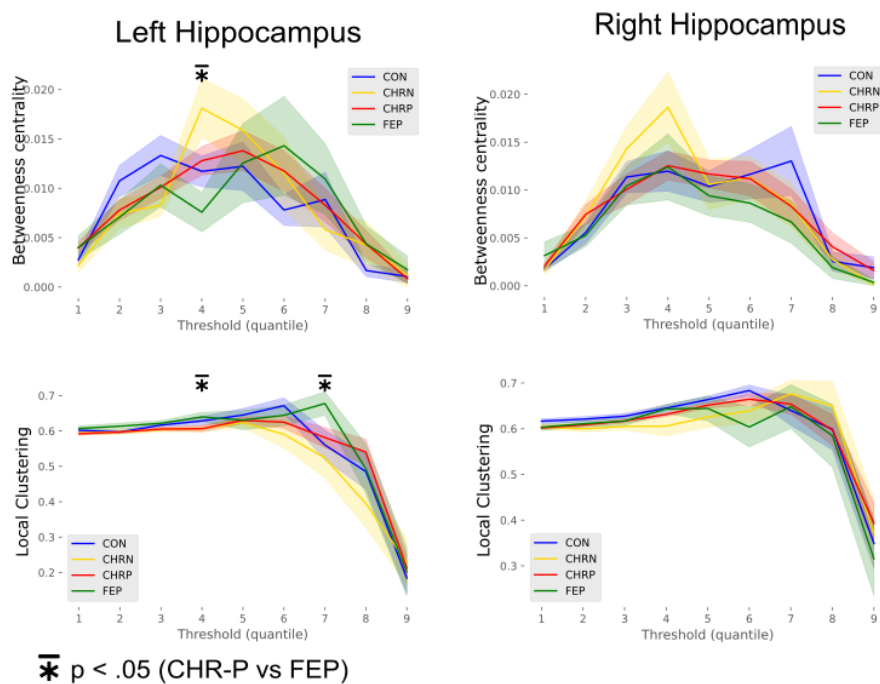 Left Hippocampus
Right Hippocampus
Betweenness centrality
0.020
0.015
0.010
0.005
0.000
*
CON
CHRN
CHRP
FEP
1 2 3 4 5 6 7 8 9
Threshold (quantile)
Betweenness centrality
0.020
0.015
0.010
0.005
0.000
CON
CHRN
CHRP
FEP
1 2 3 4 5 6 7 8 9
Threshold (quantile)
Local Clustering
0.7
0.6
0.5
0.4
0.3
0.2
* *
CON
CHRN
CHRP
FEP
1 2 3 4 5 6 7 8 9
Threshold (quantile)
Local Clustering
0.7
0.6
0.5
0.4
0.3
CON
CHRN
CHRP
FEP
1 2 3 4 5 6 7 8 9
Threshold (quantile)
* p < .05 (CHR-P vs FEP)